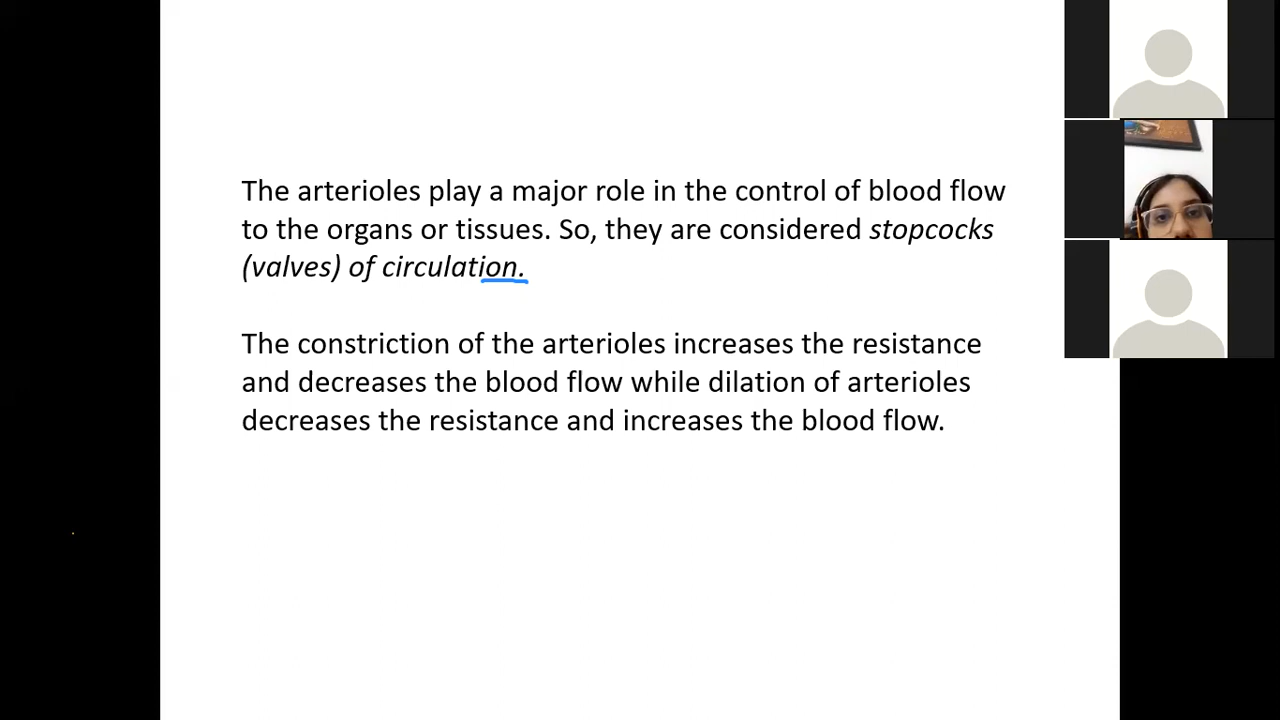 The arterioles play a major role in the control of blood flow
to the organs or tissues. So, they are considered stopcocks
(valves) of circulation.
The constriction of the arterioles increases the resistance
and decreases the blood flow while dilation of arterioles
decreases the resistance and increases the blood flow.